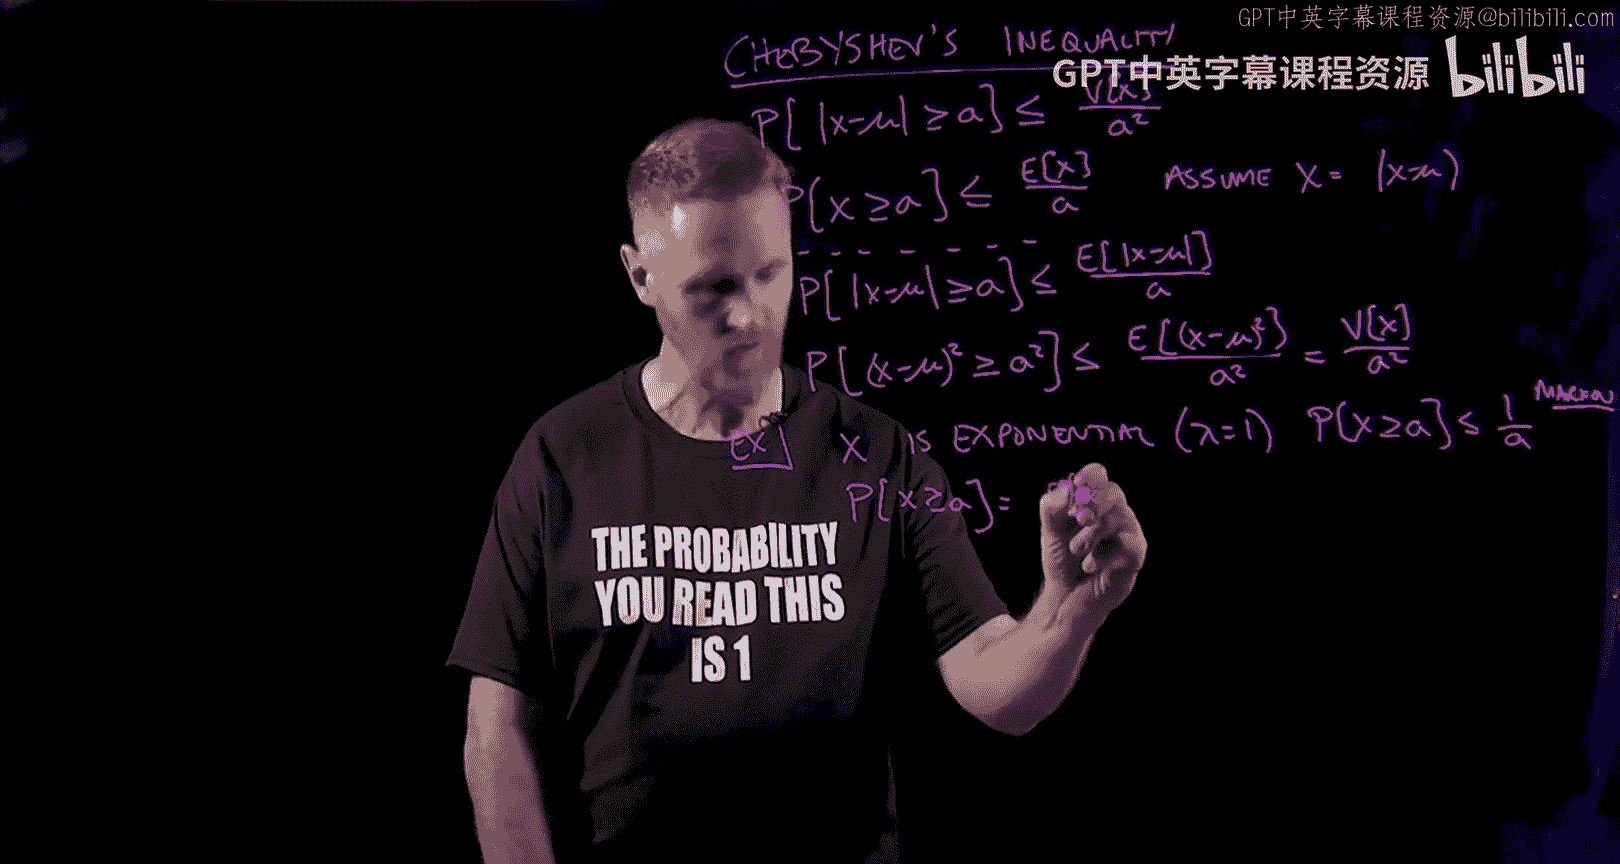 GPT中英字幕课程资源@bilibili.com
GPT中英字幕课程资源 bilibili
CHEBYSHEV'S INEQUALITY
P[|x-μ| ≥ a] ≤ V[x]/a²
P[x ≥ a] ≤ E[x]/a ASSUME X = |x-μ|
P[|x-μ| ≥ a] ≤ E[|x-μ|]/a
P[(x-μ)² ≥ a²] ≤ E[(x-μ)²]/a² = V[x]/a²
EX X IS EXPONENTIAL (λ=1) P[X ≥ a] ≤ 1/a MARKOV
P[X ≥ a] =
THE PROBABILITY
YOU READ THIS
IS 1